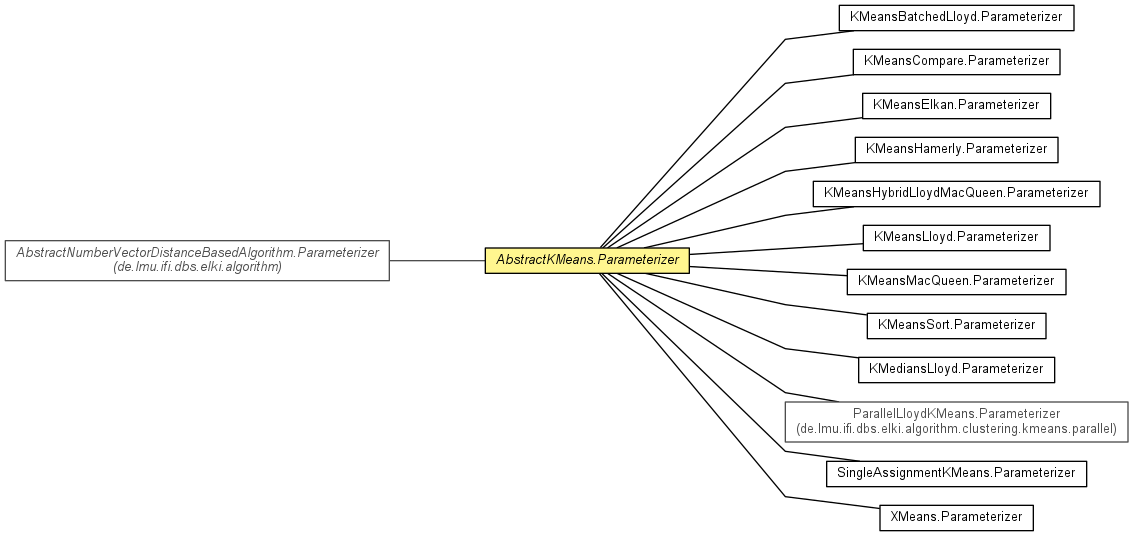 AbstractNumberVectorDistanceBasedAlgorithm.Parameterizer
(de.lmu.ifi.dbs.elki.algorithm)
AbstractKMeans.Parameterizer
KMeansBatchedLloyd.Parameterizer
KMeansCompare.Parameterizer
KMeansElkan.Parameterizer
KMeansHamerly.Parameterizer
KMeansHybridLloydMacQueen.Parameterizer
KMeansLloyd.Parameterizer
KMeansMacQueen.Parameterizer
KMeansSort.Parameterizer
KMediansLloyd.Parameterizer
ParallelLloydKMeans.Parameterizer
(de.lmu.ifi.dbs.elki.algorithm.clustering.kmeans.parallel)
SingleAssignmentKMeans.Parameterizer
XMeans.Parameterizer